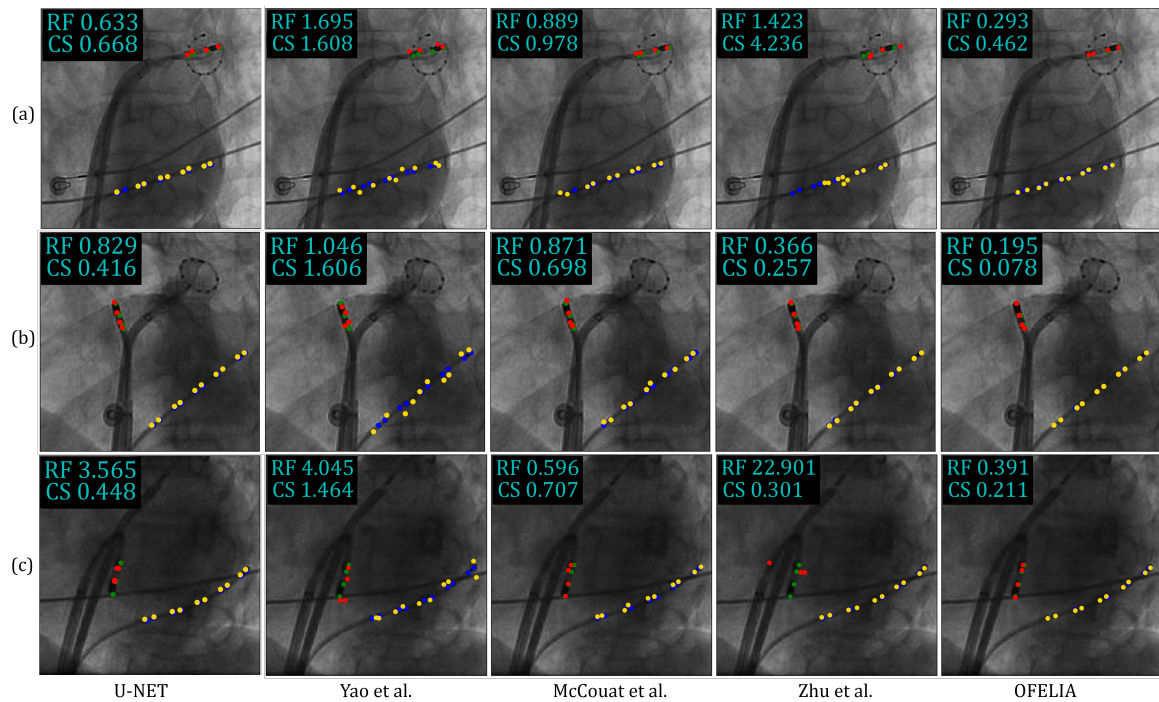 RF 0.633
CS 0.668
RF 1.695
CS 1.608
RF 0.889
CS 0.978
RF 1.423
CS 4.236
RF 0.293
CS 0.462
(a)
RF 0.829
CS 0.416
RF 1.046
CS 1.606
RF 0.871
CS 0.698
RF 0.366
CS 0.257
RF 0.195
CS 0.078
(b)
RF 3.565
CS 0.448
RF 4.045
CS 1.464
RF 0.596
CS 0.707
RF 22.901
CS 0.301
RF 0.391
CS 0.211
(c)
U-NET
Yao et al.
McCouat et al.
Zhu et al.
OFELIA